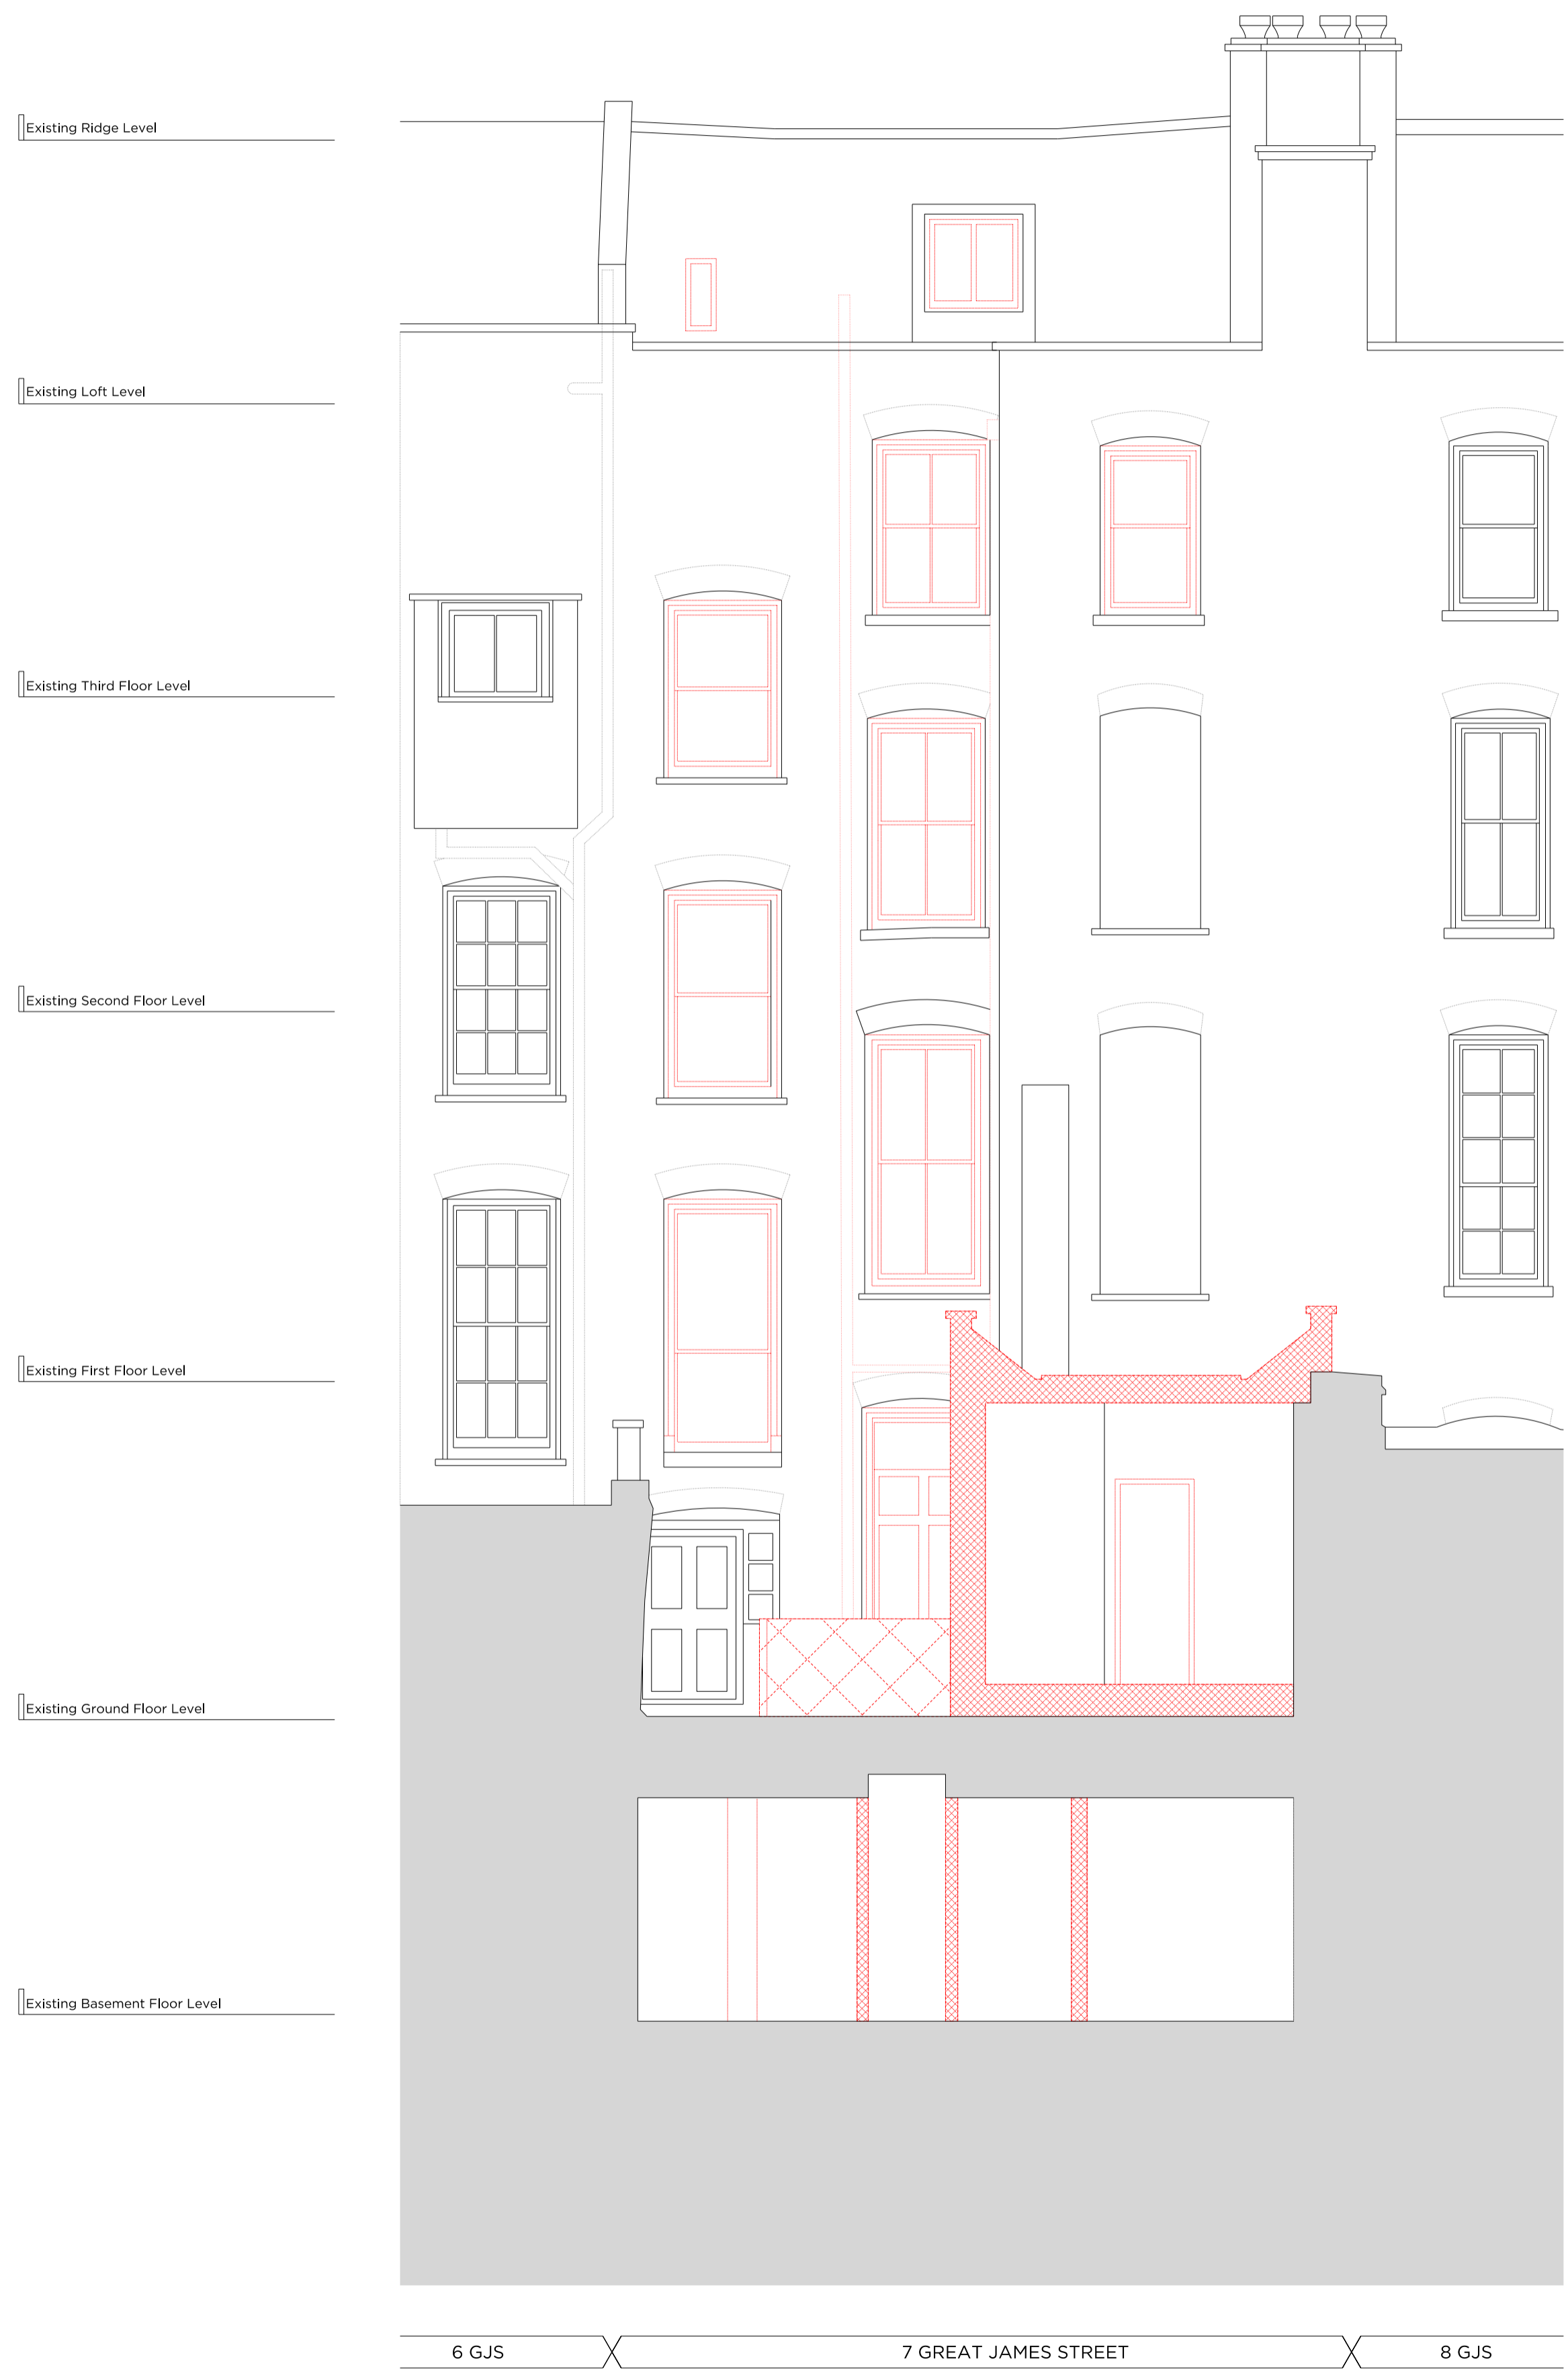 Existing Ridge Level
Existing Loft Level
Existing Third Floor Level
Existing Second Floor Level
Existing First Floor Level
Existing Ground Floor Level
Existing Basement Floor Level
6 GJS
7 GREAT JAMES STREET
8 GJS